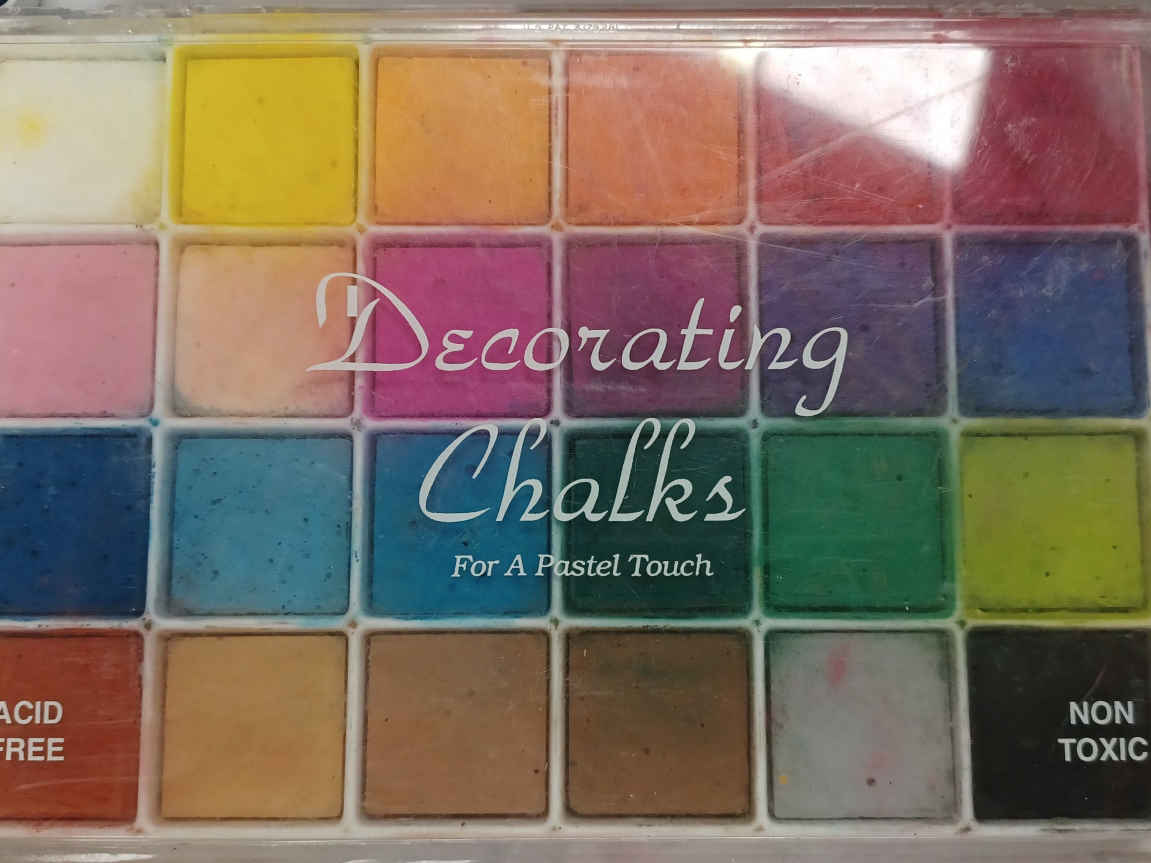 Decorating
Chalks
For A Pastel Touch
ACID
FREE
NON
TOXIC